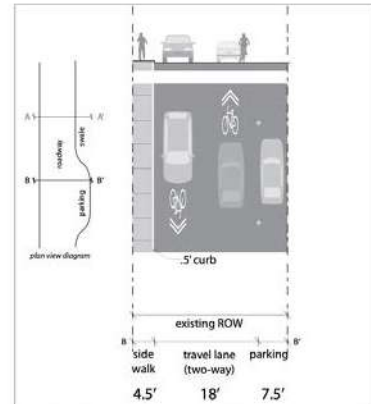 A
A'
swale
roadway
B
B'
parking
plan view diagram
.5' curb
existing ROW
B
B'
side walk
travel lane (two-way)
parking
4.5'
18'
7.5'